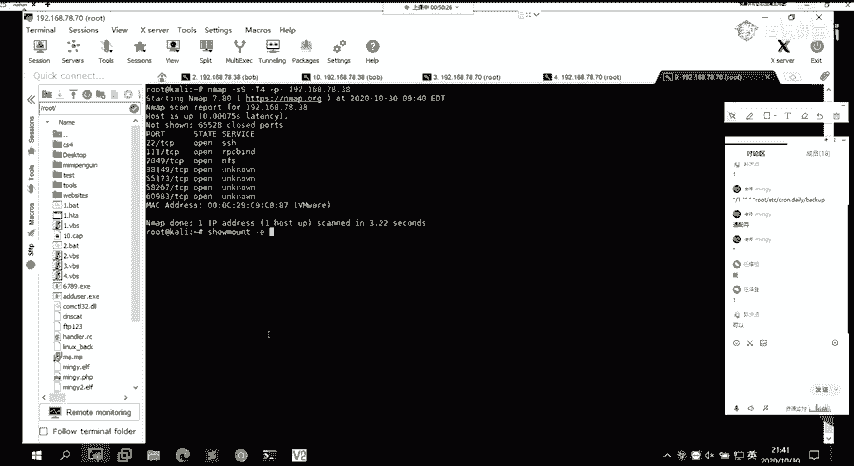 上课中 00:50:26
192.168.78.70 (root)
Terminal Sessions View X server Tools Settings Macros Help
Session Servers Tools Sessions View Split MultiExec Tunneling Packages Settings Help
X server Exit
Quick connect...
2. 192.168.78.38 (bob)
10. 192.168.78.38 (bob)
3. 192.168.78.70 (root)
4. 192.168.78.70 (root)
9. 192.168.78.70 (root)
/root/
Sessions
Tools
Macros
Sftp
Name
..
cs4
Desktop
mimipenguin
test
tools
websites
1.bat
1.hta
1.vbs
10.cap
2.bat
2.vbs
3.vbs
4.vbs
6789.exe
adduser.exe
comctl32.dll
dnscat
ftp123
handler.rc
linux_back
me.mp
mingy.elf
mingy.php
mingy2.elf
Remote monitoring
Follow terminal folder
root@kali:~# nmap -sS -T4 -p- 192.168.78.38
Starting Nmap 7.80 ( https://nmap.org ) at 2020-10-30 09:40 EDT
Nmap scan report for 192.168.78.38
Host is up (0.00075s latency).
Not shown: 65528 closed ports
PORT STATE SERVICE
22/tcp open ssh
111/tcp open rpcbind
2049/tcp open nfs
38149/tcp open unknown
55173/tcp open unknown
58267/tcp open unknown
60983/tcp open unknown
MAC Address: 00:0C:29:C9:C0:87 (VMware)
Nmap done: 1 IP address (1 host up) scanned in 3.22 seconds
root@kali:~# showmount -e
讨论区
成员(18)
1
mingy
mingy
1
可以
21:41